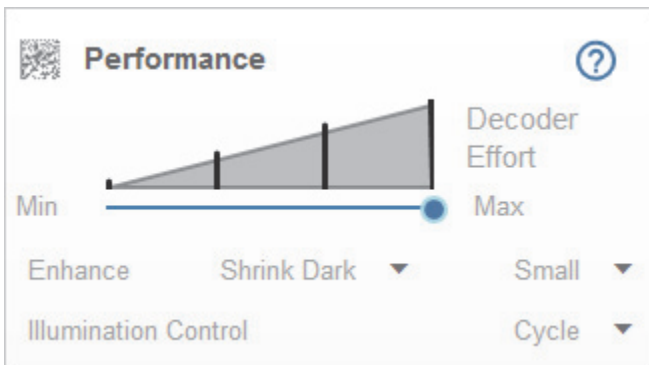 Performance ?
Decoder
Effort
Min Max
Enhance Shrink Dark Small
Illumination Control Cycle